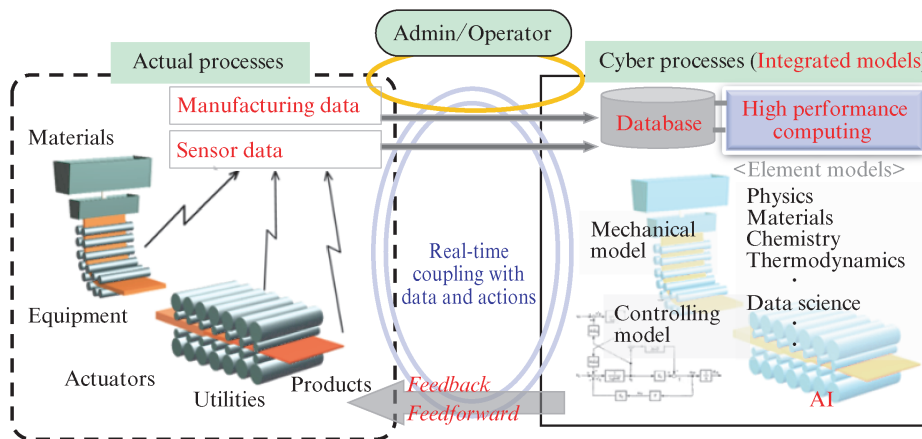 Admin/Operator
Actual processes
Cyber processes (Integrated models)
Manufacturing data
Sensor data
Materials
Equipment
Actuators
Utilities
Products
Real-time
coupling with
data and actions
Feedback
Feedforward
Database
High performance
computing
<Element models>
Physics
Materials
Chemistry
Thermodynamics
·
Data science
·
·
Mechanical
model
Controlling
model
AI